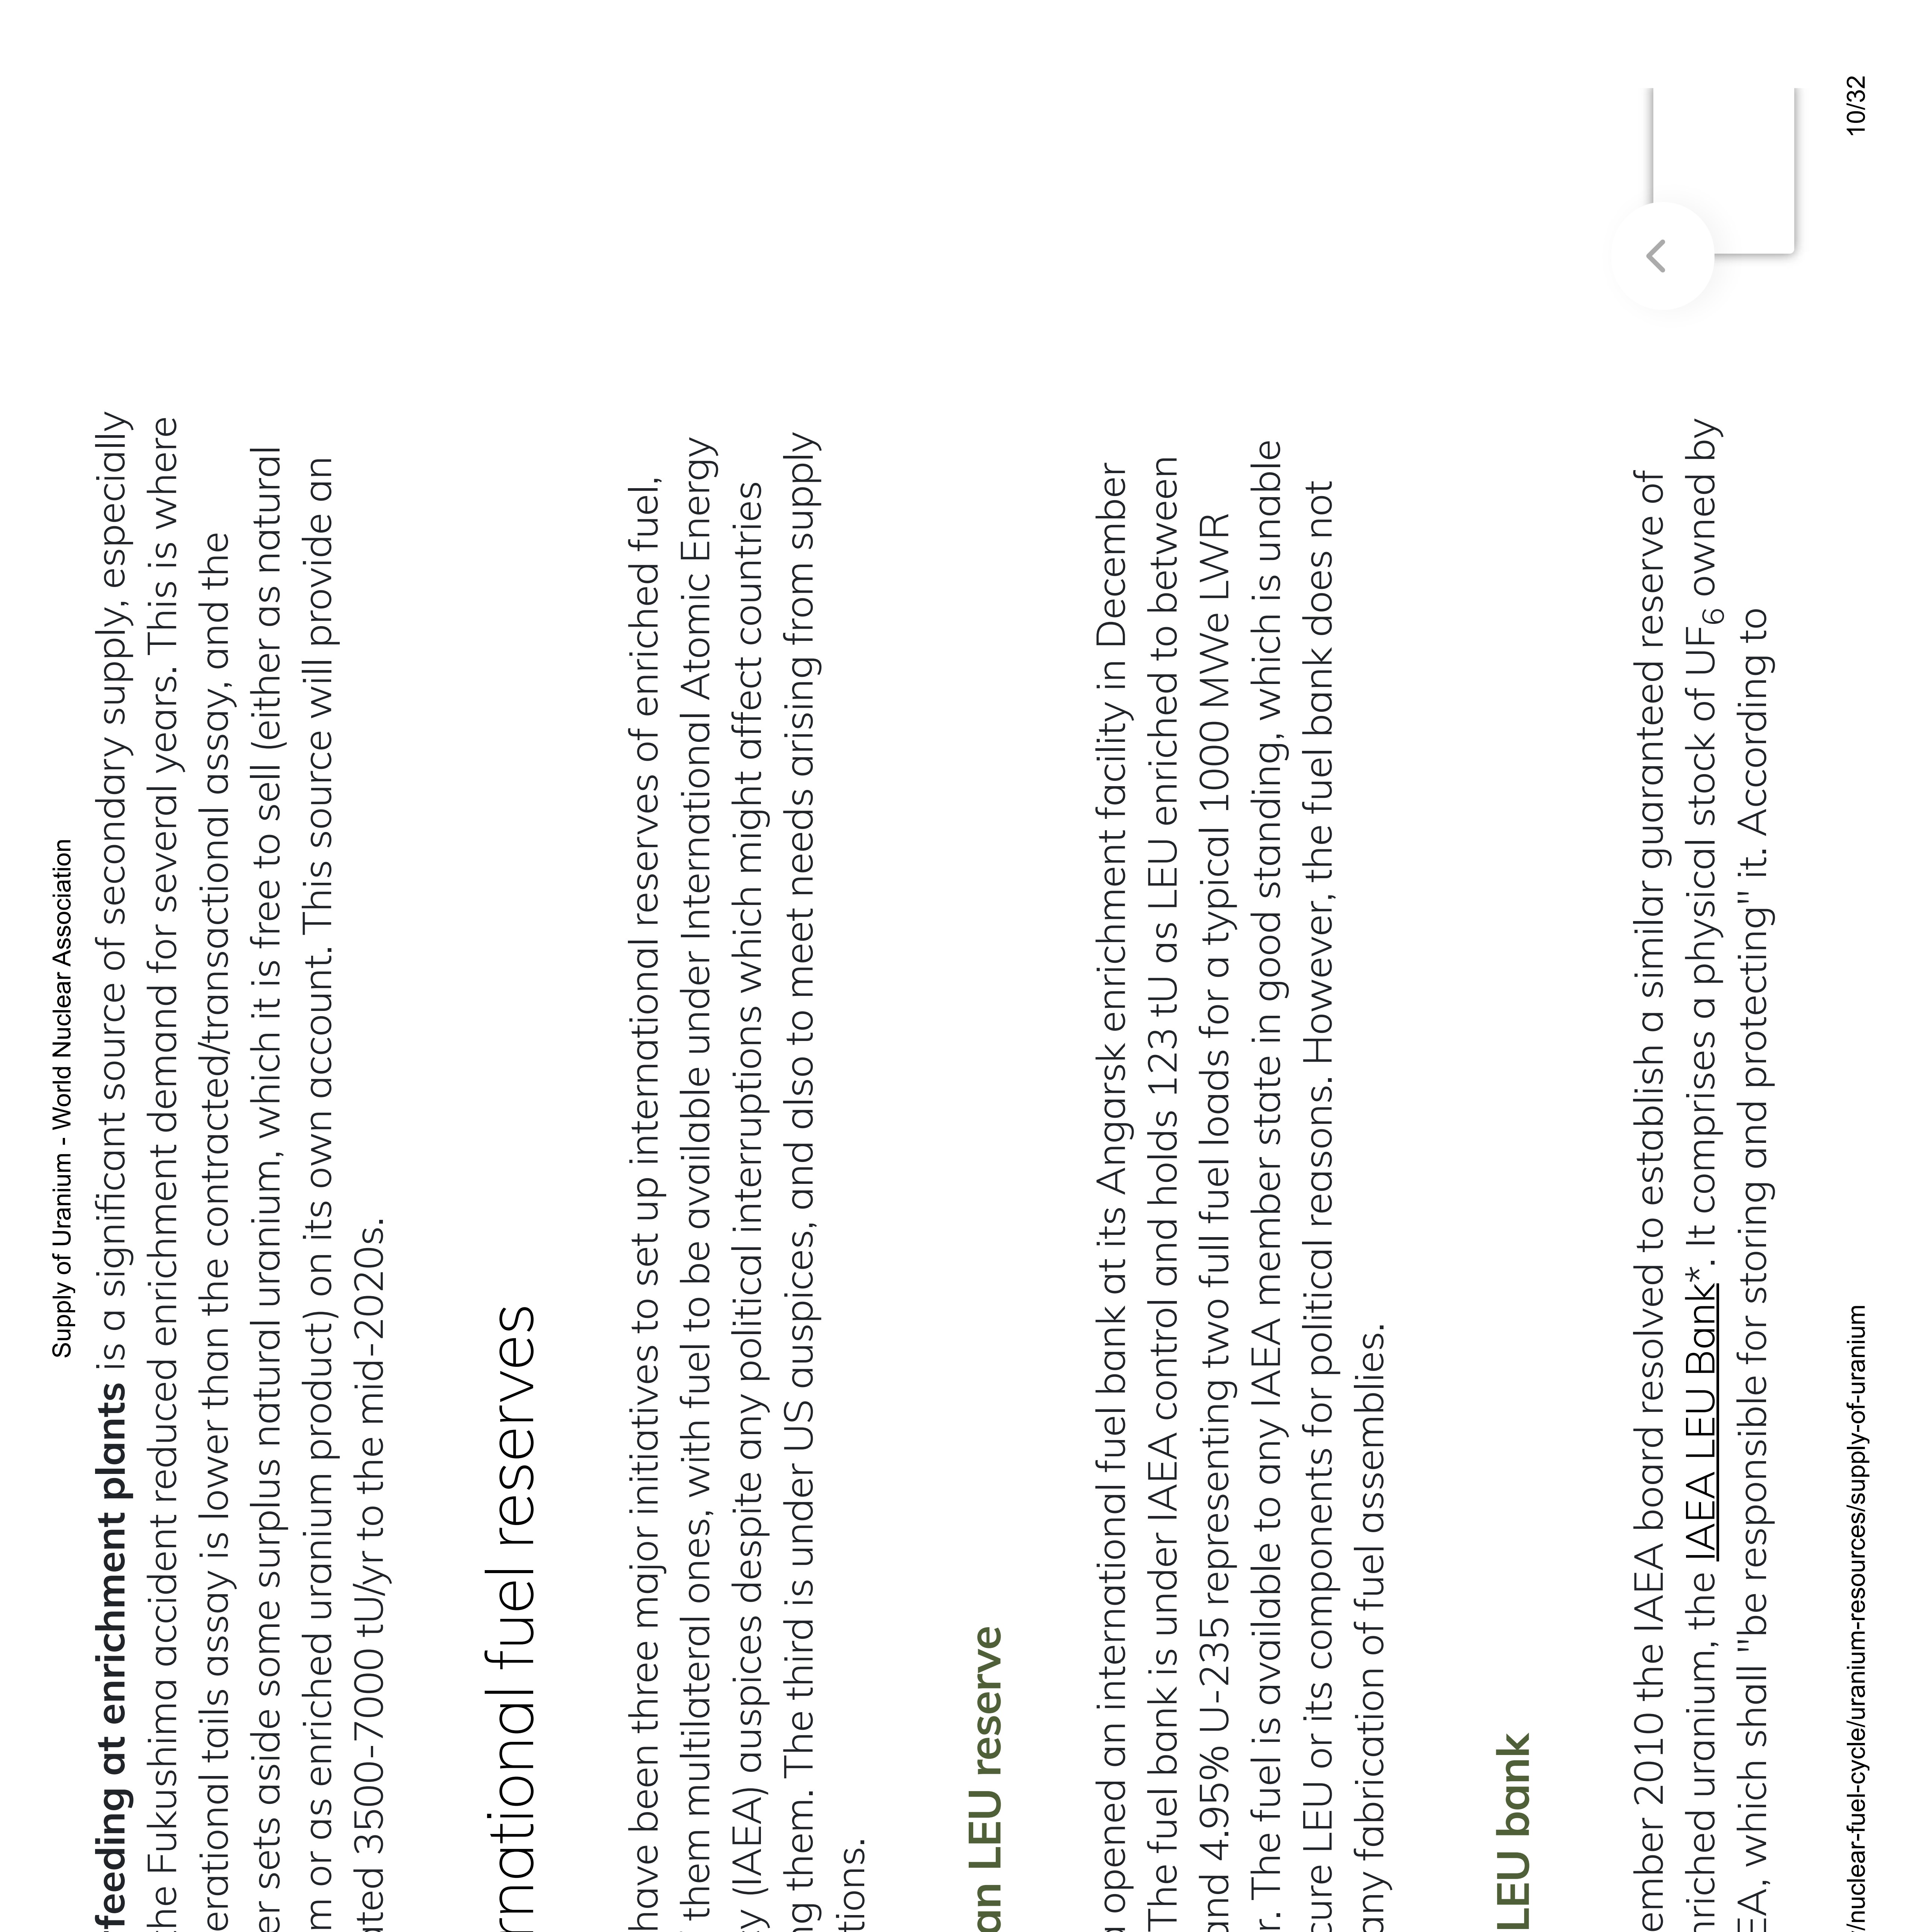 Supply of Uranium - World Nuclear Association
feeding at enrichment plants is a significant source of secondary supply, especially
the Fukushima accident reduced enrichment demand for several years. This is where
erational tails assay is lower than the contracted/transactional assay, and the
er sets aside some surplus natural uranium, which it is free to sell (either as natural
m or as enriched uranium product) on its own account. This source will provide an
ated 3500-7000 tU/yr to the mid-2020s.
rnational fuel reserves
have been three major initiatives to set up international reserves of enriched fuel,
them multilateral ones, with fuel to be available under International Atomic Energy
y (IAEA) auspices despite any political interruptions which might affect countries
ng them. The third is under US auspices, and also to meet needs arising from supply
tions.
an LEU reserve
opened an international fuel bank at its Angarsk enrichment facility in December
The fuel bank is under IAEA control and holds 123 tU as LEU enriched to between
and 4.95% U-235 representing two full fuel loads for a typical 1000 MWe LWR
r. The fuel is available to any IAEA member state in good standing, which is unable
cure LEU or its components for political reasons. However, the fuel bank does not
any fabrication of fuel assemblies.
LEU bank
ember 2010 the IAEA board resolved to establish a similar guaranteed reserve of
nriched uranium, the IAEA LEU Bank*. It comprises a physical stock of UF6 owned by
EA, which shall "be responsible for storing and protecting" it. According to
/nuclear-fuel-cycle/uranium-resources/supply-of-uranium
10/32